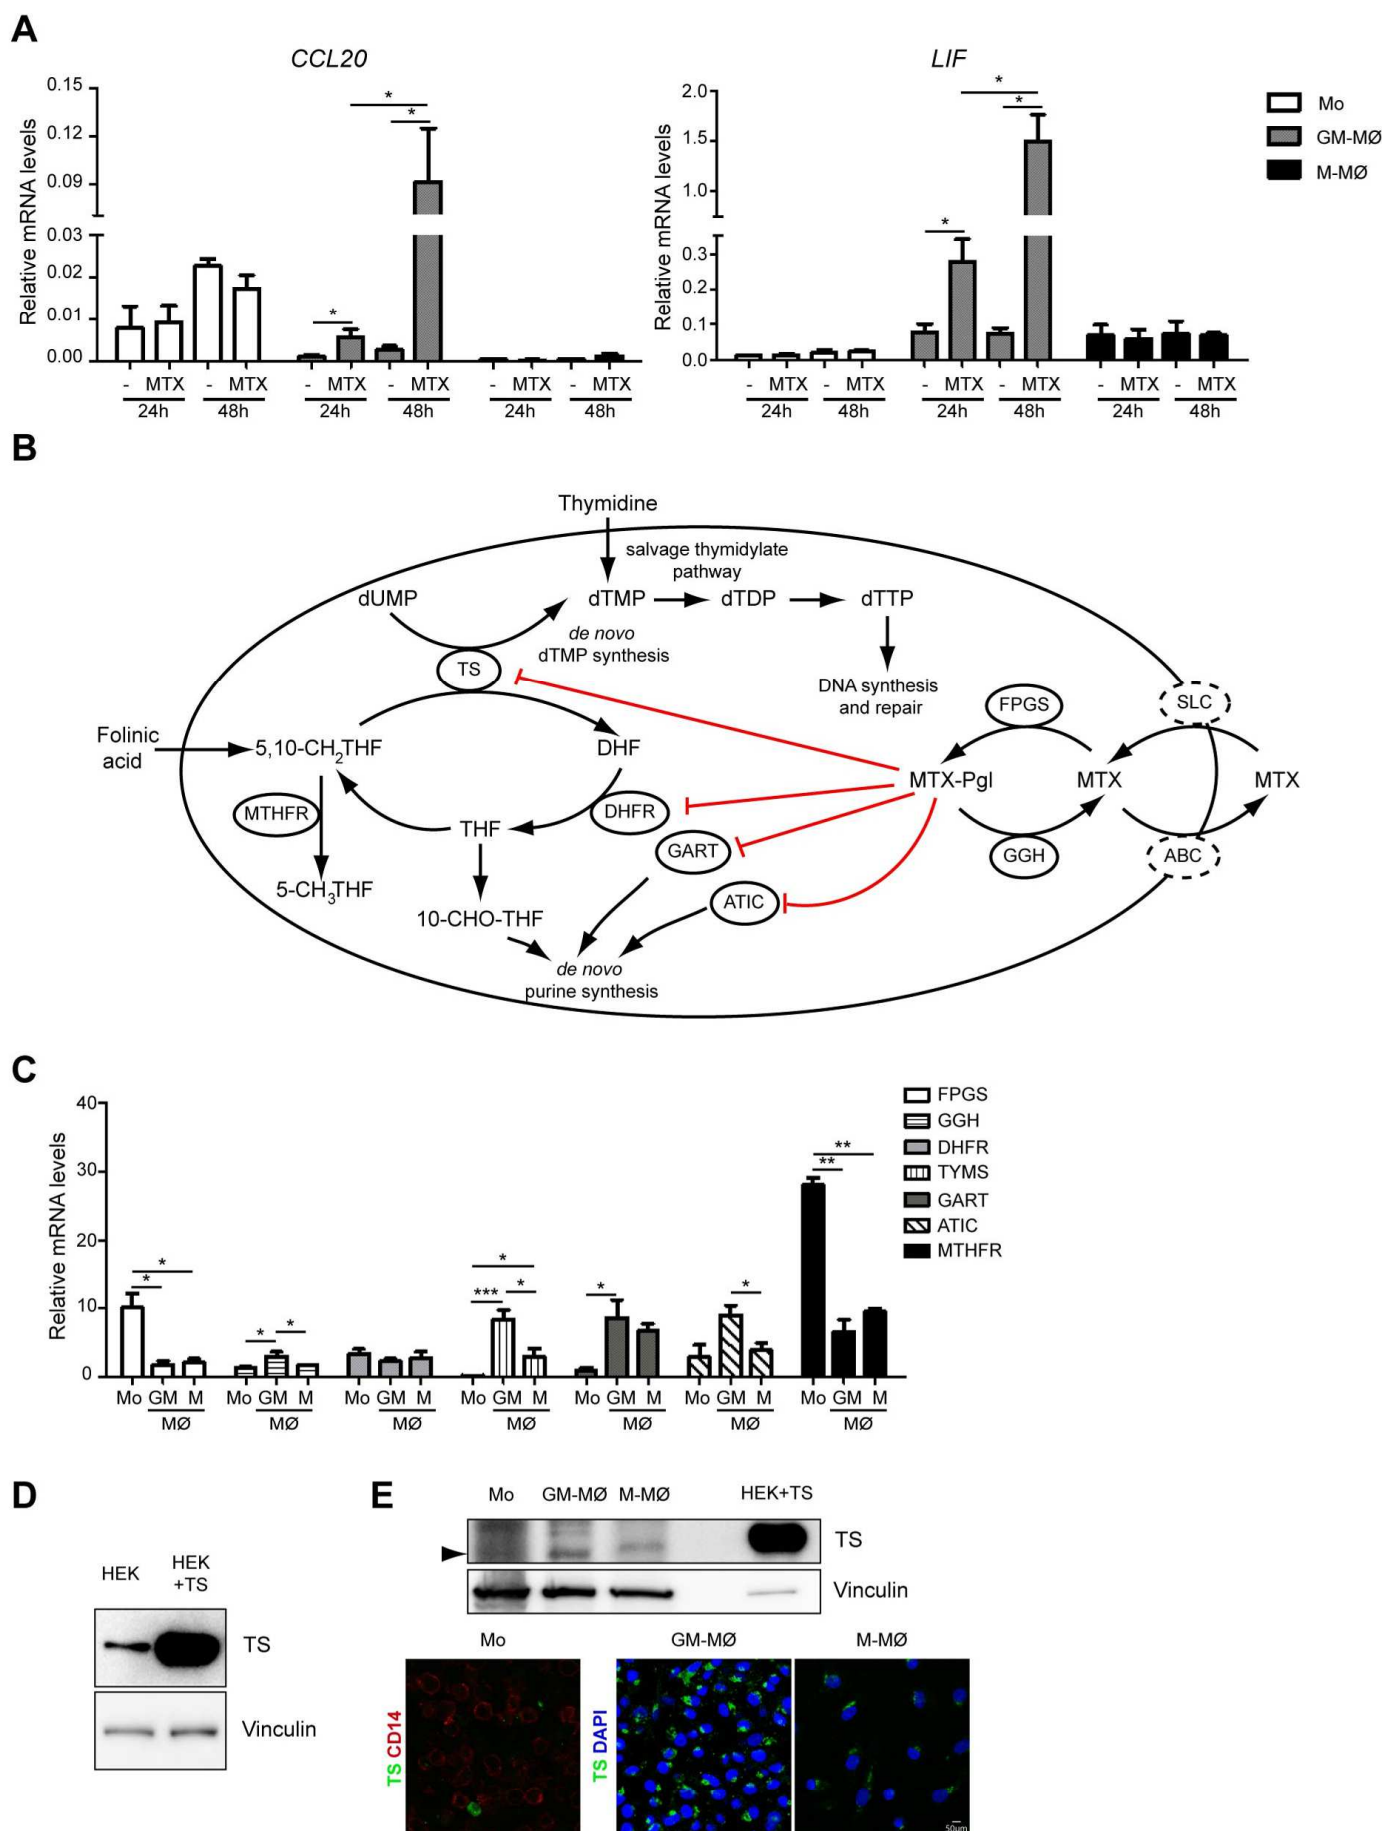 A
CCL20
LIF
Relative mRNA levels
0.15
0.12
0.09
0.03
0.02
0.01
0.00
* *
*
- MTX - MTX - MTX - MTX - MTX - MTX
24h 48h 24h 48h 24h 48h
Relative mRNA levels
2.0
1.5
1.0
0.3
0.2
0.1
0.0
* *
*
- MTX - MTX - MTX - MTX - MTX - MTX
24h 48h 24h 48h 24h 48h
Mo
GM-MØ
M-MØ
B
Thymidine
salvage thymidylate
pathway
dUMP
dTMP dTDP dTTP
de novo
dTMP synthesis
TS
DNA synthesis
and repair
FPGS
SLC
Folinic
acid
5,10-CH2THF
DHF
MTX-Pgl
MTX
MTX
MTHFR
THF
DHFR
GART
GGH
ABC
5-CH3THF
10-CHO-THF
ATIC
de novo
purine synthesis
C
Relative mRNA levels
40
30
20
10
0
* *
* *
*** * *
*
*
** **
Mo GM M Mo GM M Mo GM M Mo GM M Mo GM M Mo GM M Mo GM M
MØ MØ MØ MØ MØ MØ MØ
FPGS
GGH
DHFR
TYMS
GART
ATIC
MTHFR
D
HEK
HEK
+TS
TS
Vinculin
E
Mo GM-MØ M-MØ HEK+TS
TS
Vinculin
Mo GM-MØ M-MØ
TS CD14
TS DAPI
50µm